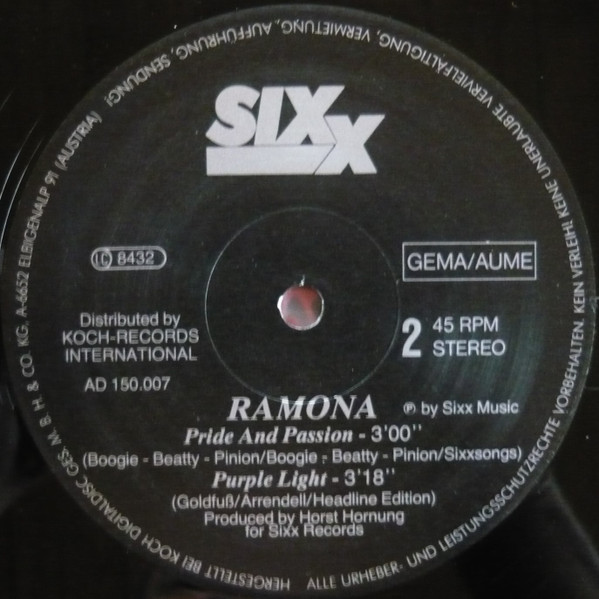 SIXX
LC 8432
GEMA/AUME
Distributed by
KOCH-RECORDS
INTERNATIONAL
AD 150.007
2
45 RPM
STEREO
RAMONA
℗ by Sixx Music
Pride And Passion - 3'00''
(Boogie - Beatty - Pinion/Boogie - Beatty - Pinion/Sixxsongs)
Purple Light - 3'18''
(Goldfuß/Arrendell/Headline Edition)
Produced by Horst Hornung
for Sixx Records
HERGESTELLT BEI KOCH DIGITALDISC GES. M. B. H & CO. KG. A-6652 ELBIGENALP 91 (AUSTRIA)
ALLE URHEBER- UND LEISTUNGSSCHUTZRECHTE VORBEHALTEN. KEIN VERLEIH! KEINE UNERLAUBTE VERVIELFÄLTIGUNG, VERMIETUNG, AUFFÜHRUNG, SENDUNG!